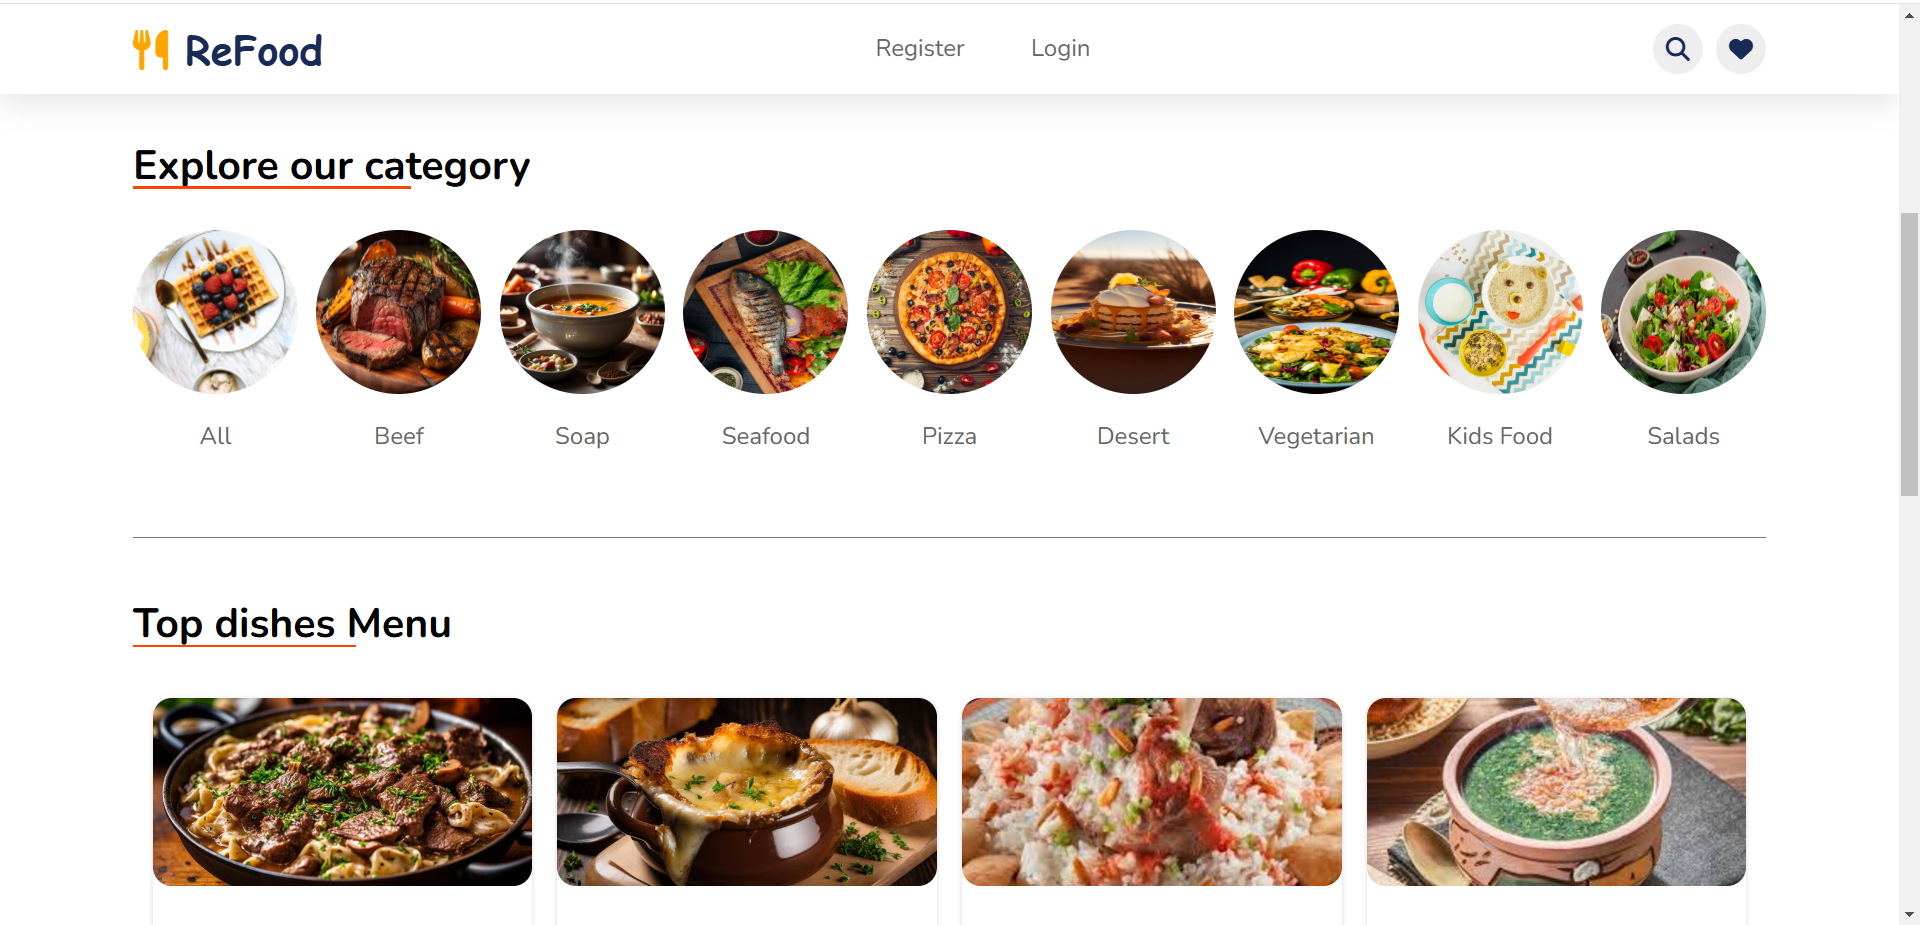 ReFood
Register Login
Explore our category
All Beef Soap Seafood Pizza Desert Vegetarian Kids Food Salads
Top dishes Menu